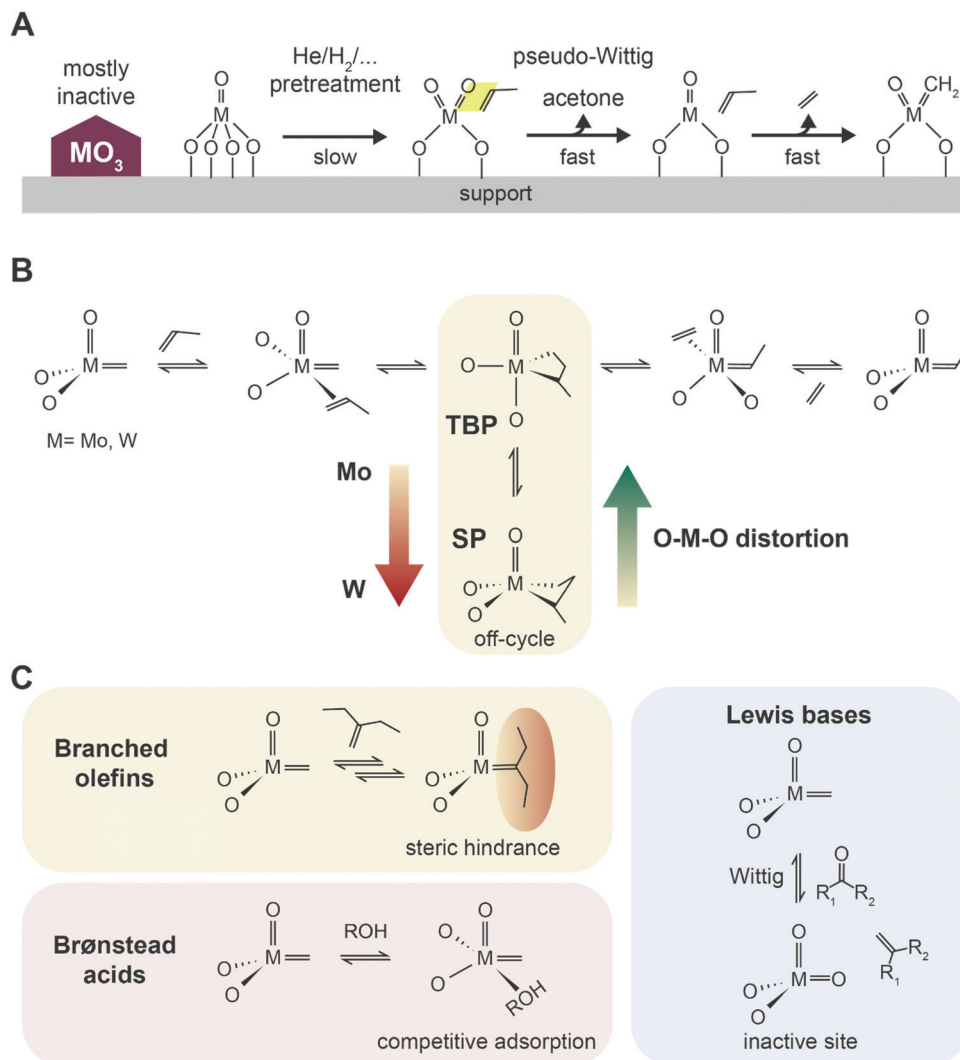 A
mostly
inactive
MO₃
O
M
O O O O
He/H₂/...
pretreatment
slow
O O
M
O O
pseudo-Wittig
acetone
fast
O
M
O O
fast
O CH₂
M
O O
support
B
O
O M
O
M= Mo, W
O
O M
O
O
O M
O
TBP
O
M
O O
O
O M
O
Mo
W
SP
O
O M
O
off-cycle
O-M-O distortion
C
Branched
olefins
O
O M
O
O
O M
O
steric hindrance
Brønstead
acids
O
O M
O
ROH
O
O M
O
ROH
competitive adsorption
Lewis bases
O
O M
O
Wittig
O
R₁ R₂
O
O M O
O
R₂
R₁
inactive site